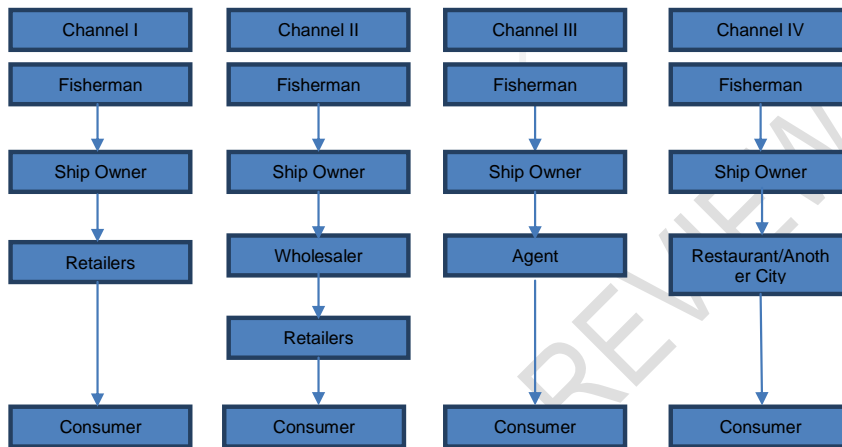 Channel I
Channel II
Channel III
Channel IV
Fisherman
Fisherman
Fisherman
Fisherman
Ship Owner
Ship Owner
Ship Owner
Ship Owner
Retailers
Wholesaler
Agent
Restaurant/Anoth
er City
Retailers
Consumer
Consumer
Consumer
Consumer
REVIEW